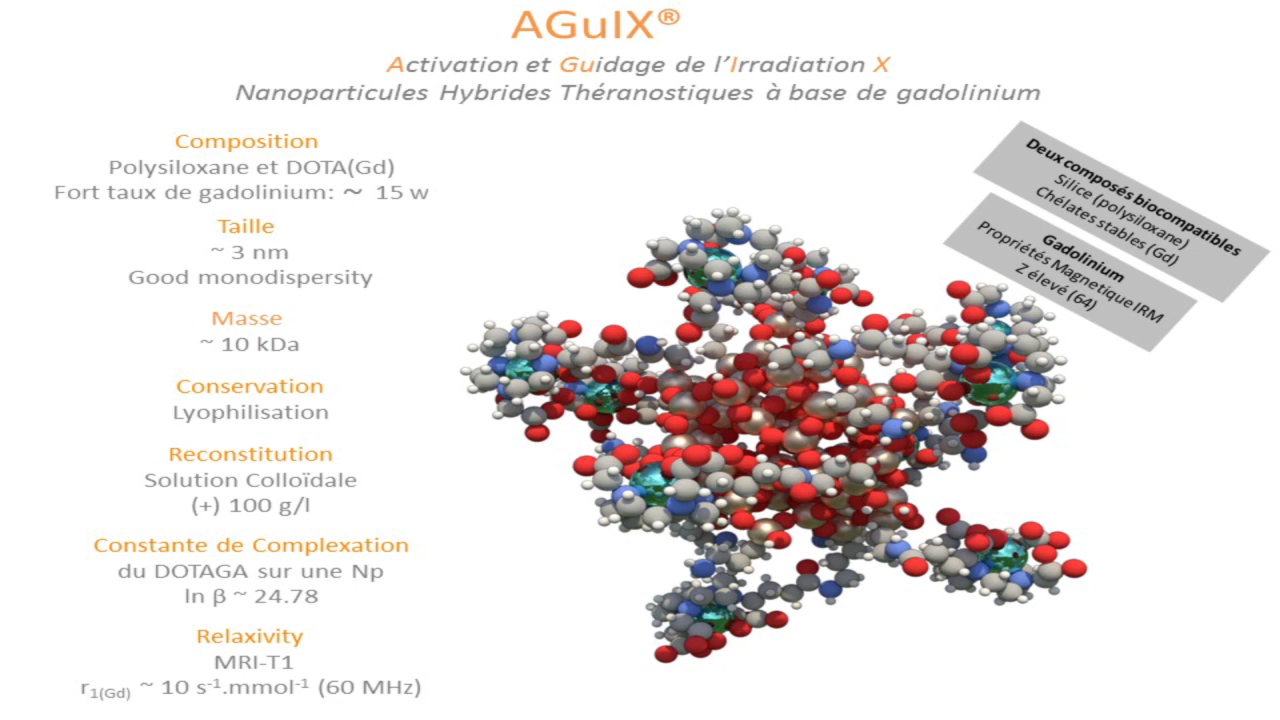 AGuIX®
Activation et Guidage de l'Irradiation X
Nanoparticules Hybrides Théranostiques à base de gadolinium
Composition
Polysiloxane et DOTA(Gd)
Fort taux de gadolinium: ~ 15 w
Taille
~ 3 nm
Good monodispersity
Masse
~ 10 kDa
Conservation
Lyophilisation
Reconstitution
Solution Colloïdale
(+) 100 g/l
Constante de Complexation
du DOTAGA sur une Np
ln β ~ 24.78
Relaxivity
MRI-T1
r1(Gd) ~ 10 s-1.mmol-1 (60 MHz)
Deux composés biocompatibles
Silice (polysiloxane)
Chélates stables (Gd)
Gadolinium
Propriétés Magnetique IRM
Z élevé (64)